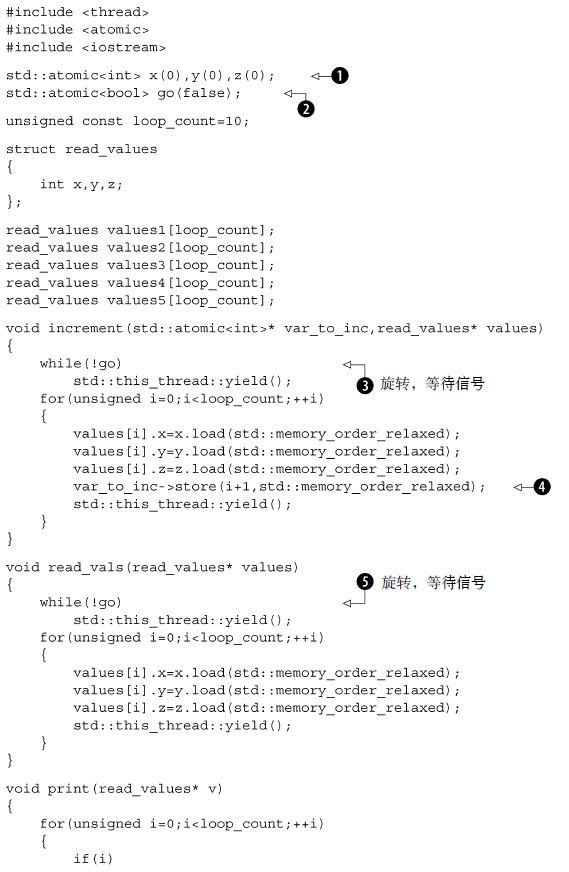 #include <thread>
#include <atomic>
#include <iostream>
std::atomic<int> x(0),y(0),z(0); ❶
std::atomic<bool> go(false); ❷
unsigned const loop_count=10;
struct read_values
{
    int x,y,z;
};
read_values values1[loop_count];
read_values values2[loop_count];
read_values values3[loop_count];
read_values values4[loop_count];
read_values values5[loop_count];
void increment(std::atomic<int>* var_to_inc,read_values* values)
{
    while(!go)
        std::this_thread::yield(); ❸ 旋转，等待信号
    for(unsigned i=0;i<loop_count;++i)
    {
        values[i].x=x.load(std::memory_order_relaxed);
        values[i].y=y.load(std::memory_order_relaxed);
        values[i].z=z.load(std::memory_order_relaxed);
        var_to_inc->store(i+1,std::memory_order_relaxed); ❹
        std::this_thread::yield();
    }
}
void read_vals(read_values* values)
{ ❺ 旋转，等待信号
    while(!go)
        std::this_thread::yield();
    for(unsigned i=0;i<loop_count;++i)
    {
        values[i].x=x.load(std::memory_order_relaxed);
        values[i].y=y.load(std::memory_order_relaxed);
        values[i].z=z.load(std::memory_order_relaxed);
        std::this_thread::yield();
    }
}
void print(read_values* v)
{
    for(unsigned i=0;i<loop_count;++i)
    {
        if(i)